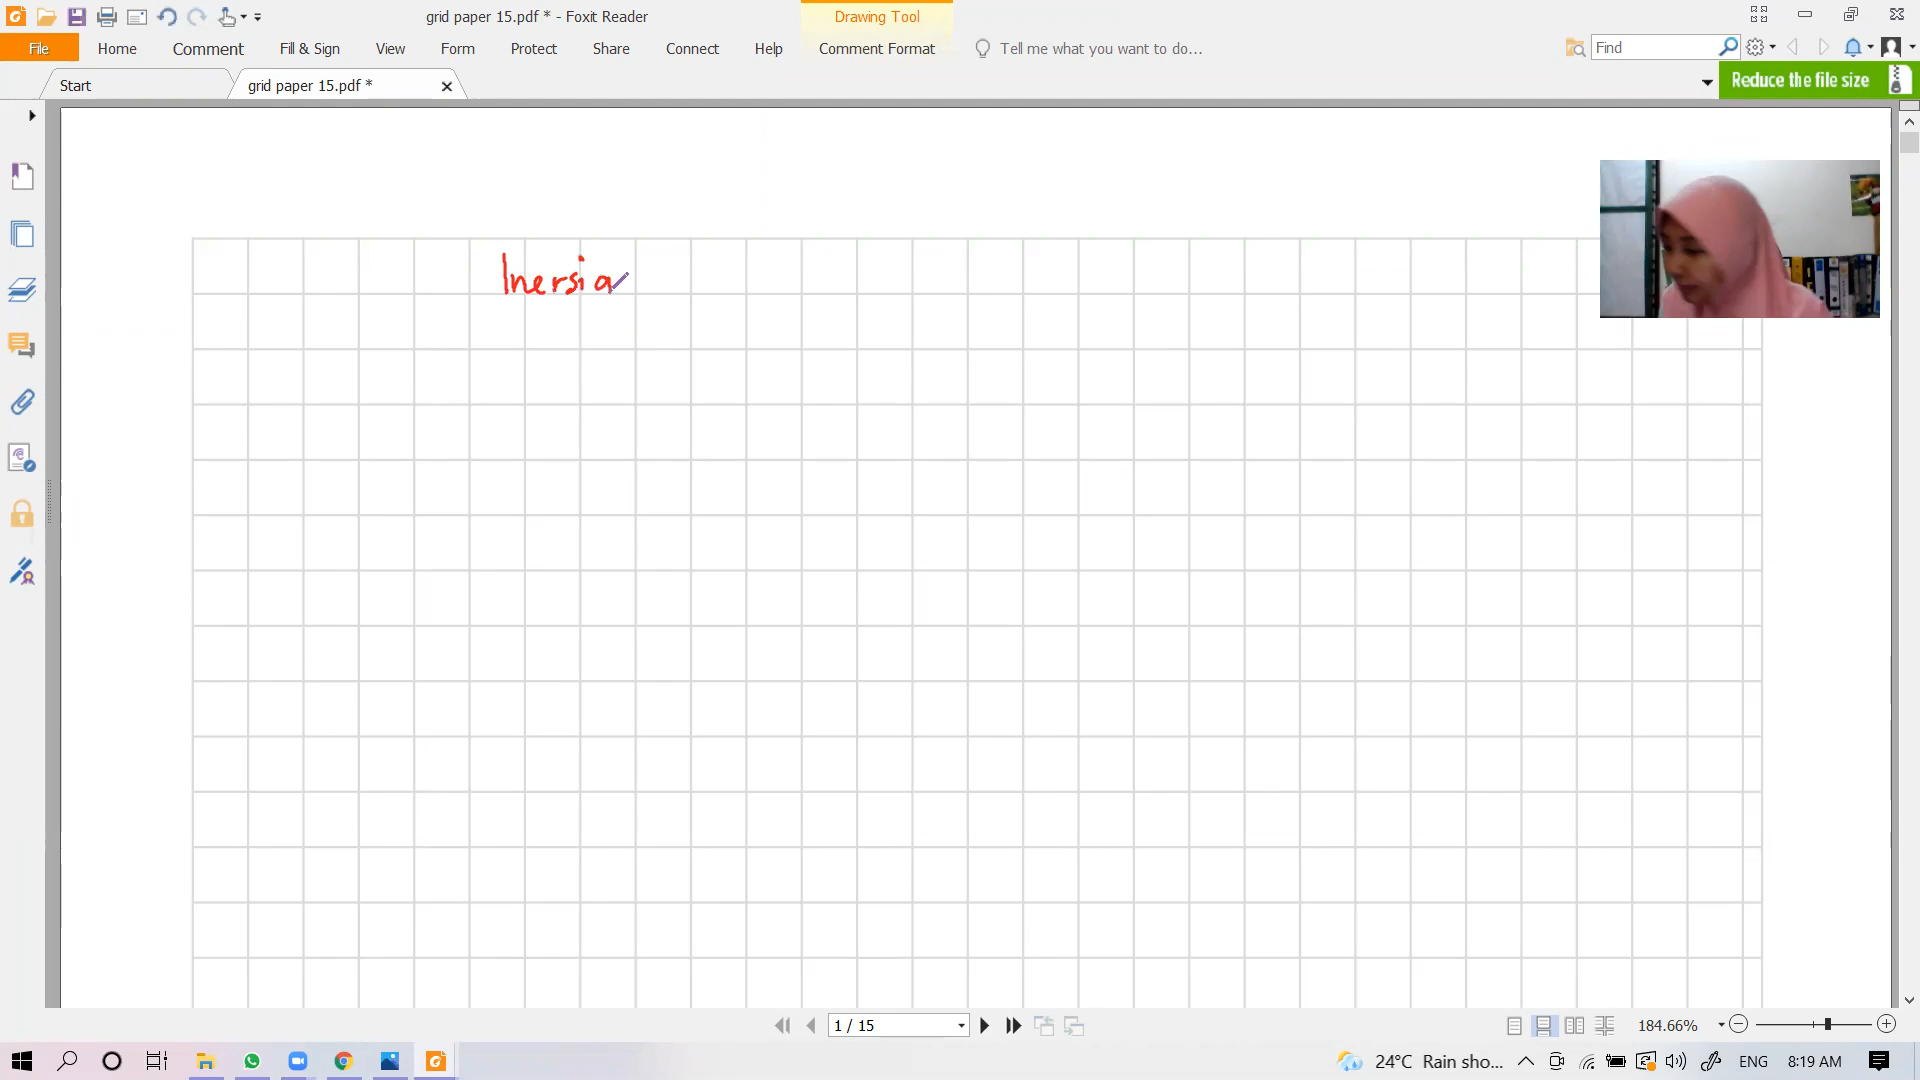 grid paper 15.pdf * - Foxit Reader
Drawing Tool
File
Home
Comment
Fill & Sign
View
Form
Protect
Share
Connect
Help
Comment Format
Tell me what you want to do...
Find
Start
grid paper 15.pdf *
Reduce the file size
Inersia
1 / 15
184.66%
24°C Rain sho...
ENG
8:19 AM